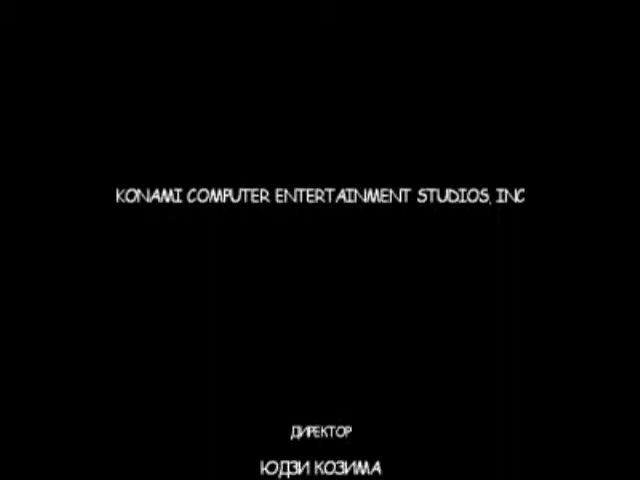 KONAMI COMPUTER ENTERTAINMENT STUDIOS, INC
ДИРЕКТОР
ЮДЗИ КОЗИМА